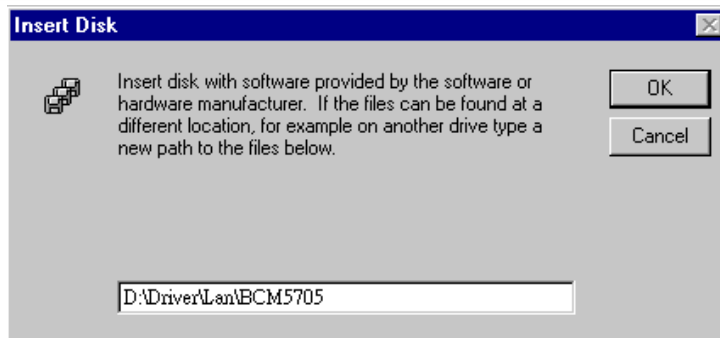 Insert Disk
Insert disk with software provided by the software or
hardware manufacturer.  If the files can be found at a
different location, for example on another drive type a
new path to the files below.
OK
Cancel
D:\Driver\Lan\BCM5705